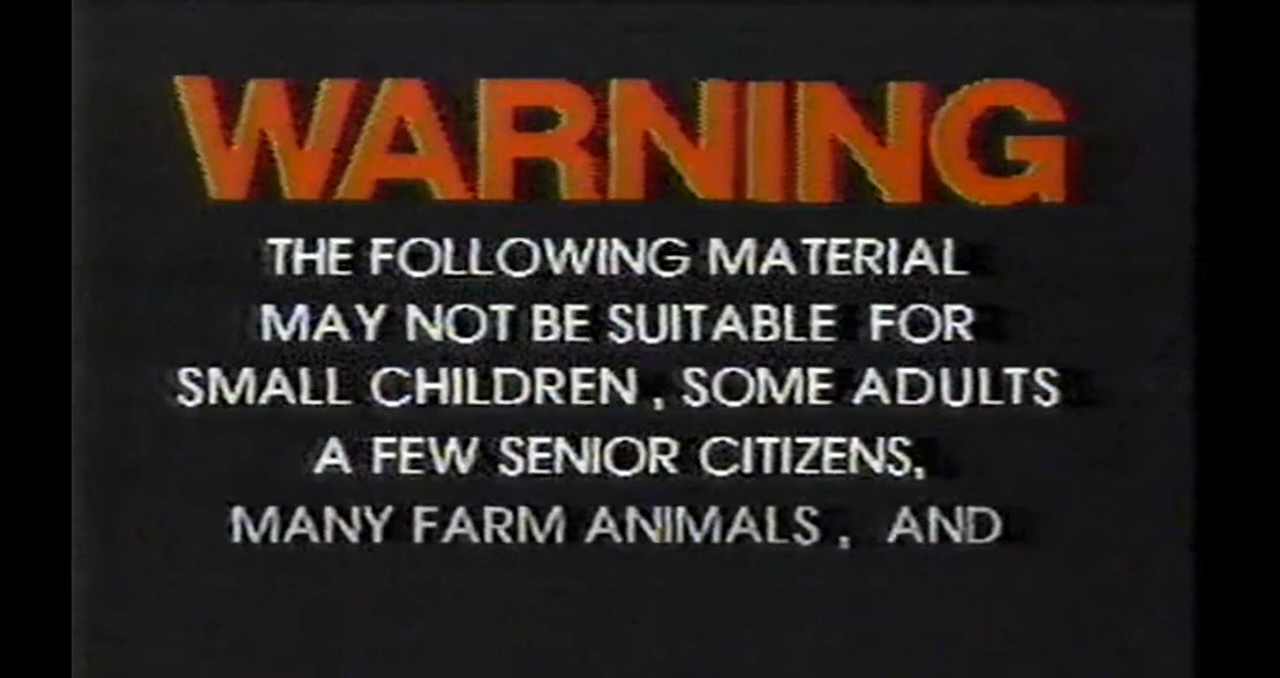 WARNING
THE FOLLOWING MATERIAL
MAY NOT BE SUITABLE FOR
SMALL CHILDREN , SOME ADULTS
A FEW SENIOR CITIZENS,
MANY FARM ANIMALS , AND